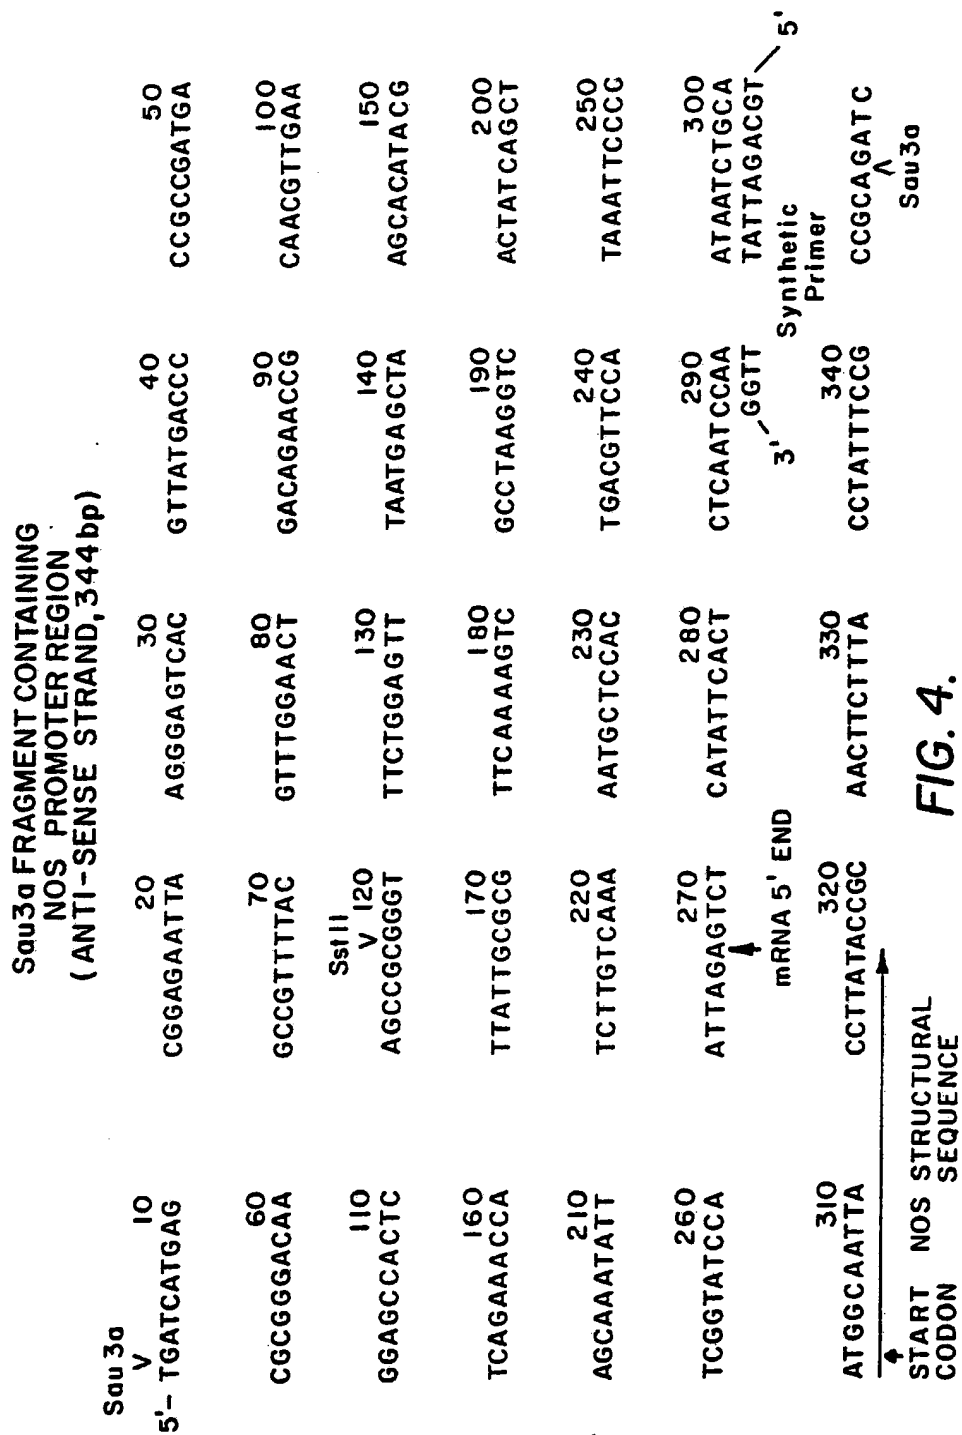 Sau3a FRAGMENT CONTAINING
NOS PROMOTER REGION
(ANTI-SENSE STRAND, 344bp)
Sau 3a
V 10 20 30 40 50
5'- TGATCATGAG CGGAGAATTA AGGGAGTCAC GTTATGACCC CCGCCGATGA
60 70 80 90 100
CGCGGGACAA GCCGTTTTAC GTTTGGAACT GACAGAACCG CAACGTTGAA
SstII
110 V 120 130 140 150
GGAGCCACTC AGCCGCGGGT TTCTGGAGTT TAATGAGCTA AGCACATACG
160 170 180 190 200
TCAGAAACCA TTATTGCGCG TTCAAAAGTC GCCTAAGGTC ACTATCAGCT
210 220 230 240 250
AGCAAATATT TCTTGTCAAA AATGCTCCAC TGACGTTCCA TAAATTCCCC
260 270 280 290 300
TCGGTATCCA ATTAGAGTCT CATATTCACT CTCAATCCAA ATAATCTGCA
GGTT TATTAGACGT
3' 5'
mRNA 5' END
Synthetic
Primer
310 320 330 340
ATGGCAATTA CCTTATACCGC AACTTCTTTA CCTATTTCCG CCGCAGATC
START NOS STRUCTURAL
CODON SEQUENCE
Sau3a
FIG. 4.